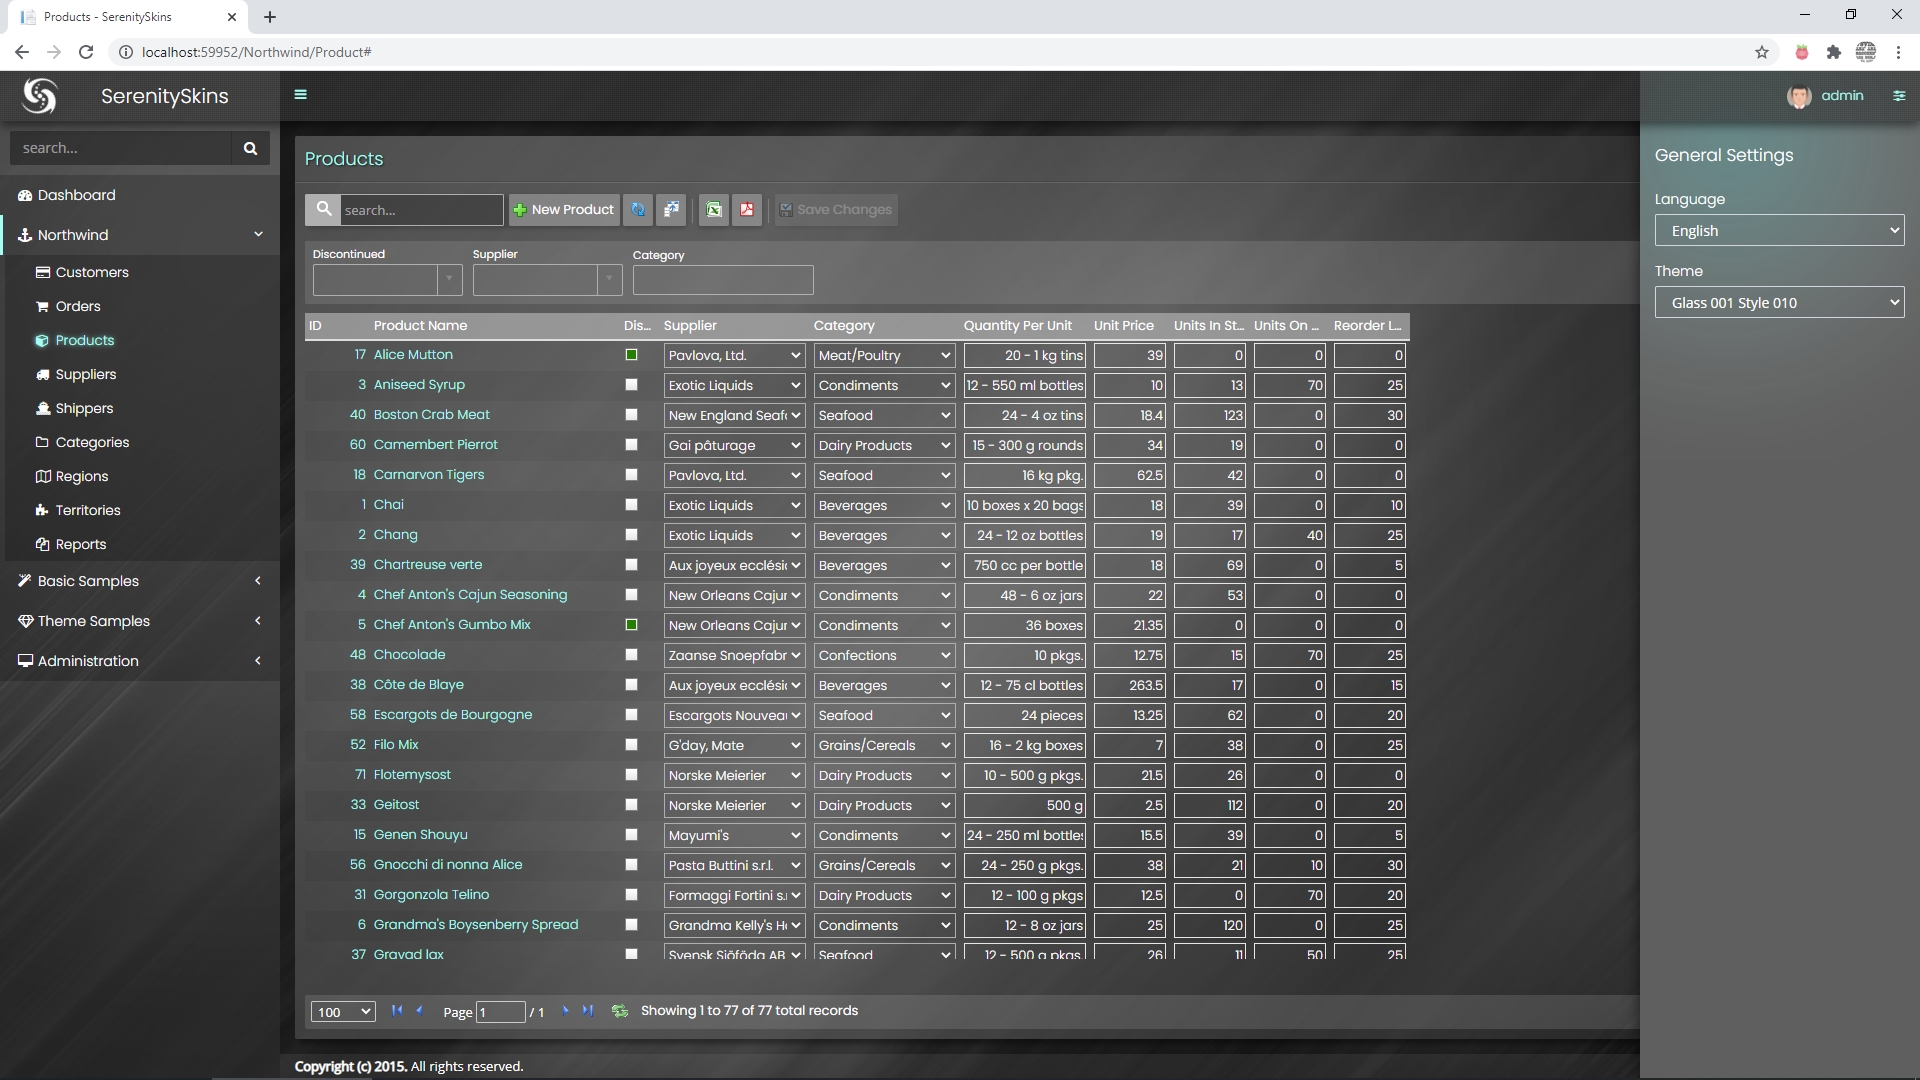 Products - SerenitySkins
localhost:59952/Northwind/Product#
SerenitySkins
admin
search...
Dashboard
Northwind
Customers
Orders
Products
Suppliers
Shippers
Categories
Regions
Territories
Reports
Basic Samples
Theme Samples
Administration
Products
search...
New Product
Save Changes
Discontinued
Supplier
Category
ID Product Name Dis... Supplier Category Quantity Per Unit Unit Price Units In St... Units On ... Reorder L...
17 Alice Mutton Pavlova, Ltd. Meat/Poultry 20 - 1 kg tins 39 0 0 0
3 Aniseed Syrup Exotic Liquids Condiments 12 - 550 ml bottles 10 13 70 25
40 Boston Crab Meat New England Seaf Seafood 24 - 4 oz tins 18.4 123 0 30
60 Camembert Pierrot Gai pâturage Dairy Products 15 - 300 g rounds 34 19 0 0
18 Carnarvon Tigers Pavlova, Ltd. Seafood 16 kg pkg. 62.5 42 0 0
1 Chai Exotic Liquids Beverages 10 boxes x 20 bags 18 39 0 10
2 Chang Exotic Liquids Beverages 24 - 12 oz bottles 19 17 40 25
39 Chartreuse verte Aux joyeux ecclési Beverages 750 cc per bottle 18 69 0 5
4 Chef Anton's Cajun Seasoning New Orleans Cajur Condiments 48 - 6 oz jars 22 53 0 0
5 Chef Anton's Gumbo Mix New Orleans Cajur Condiments 36 boxes 21.35 0 0 0
48 Chocolade Zaanse Snoepfabr Confections 10 pkgs. 12.75 15 70 25
38 Côte de Blaye Aux joyeux ecclési Beverages 12 - 75 cl bottles 263.5 17 0 15
58 Escargots de Bourgogne Escargots Nouvea Seafood 24 pieces 13.25 62 0 20
52 Filo Mix G'day, Mate Grains/Cereals 16 - 2 kg boxes 7 38 0 25
71 Flotemysost Norske Meierier Dairy Products 10 - 500 g pkgs. 21.5 26 0 0
33 Geitost Norske Meierier Dairy Products 500 g 2.5 112 0 20
15 Genen Shouyu Mayumi's Condiments 24 - 250 ml bottles 15.5 39 0 5
56 Gnocchi di nonna Alice Pasta Buttini s.r.l. Grains/Cereals 24 - 250 g pkgs. 38 21 10 30
31 Gorgonzola Telino Formaggi Fortini s. Dairy Products 12 - 100 g pkgs 12.5 0 70 20
6 Grandma's Boysenberry Spread Grandma Kelly's H Condiments 12 - 8 oz jars 25 120 0 25
37 Gravad lax Svensk Sjöföda AB Seafood 12 - 500 g pkgs. 26 11 50 25
100 Page 1 / 1 Showing 1 to 77 of 77 total records
Copyright (c) 2015. All rights reserved.
General Settings
Language
English
Theme
Glass 001 Style 010